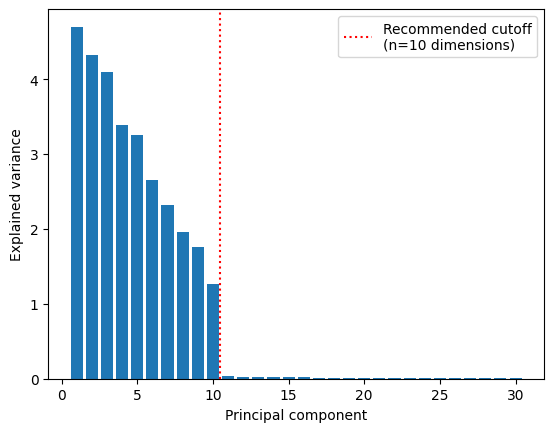 Recommended cutoff
(n=10 dimensions)
Explained variance
4
3
2
1
0
0 5 10 15 20 25 30
Principal component